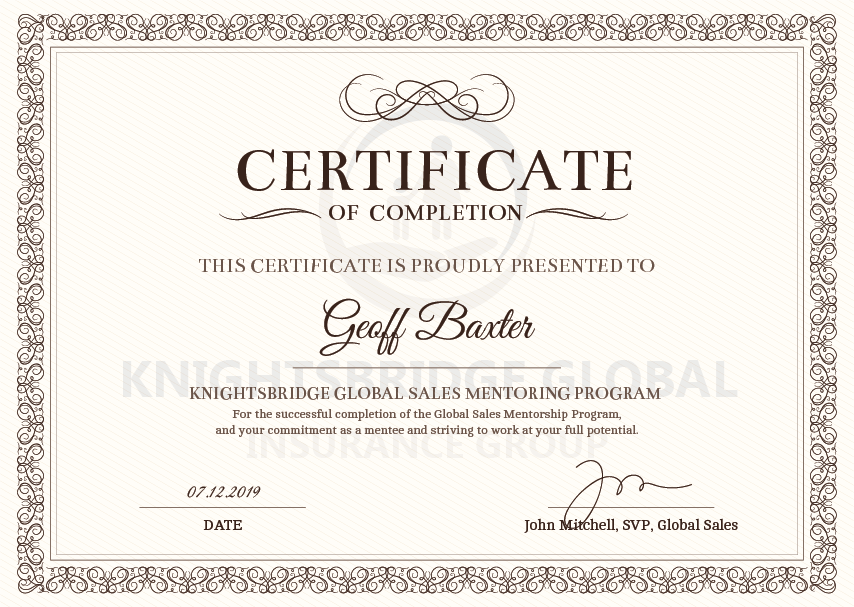 CERTIFICATE
OF COMPLETION
THIS CERTIFICATE IS PROUDLY PRESENTED TO
Geoff Baxter
KNIGHTSBRIDGE GLOBAL
KNIGHTSBRIDGE GLOBAL SALES MENTORING PROGRAM
For the successful completion of the Global Sales Mentorship Program,
and your commitment as a mentee and striving to work at your full potential.
INSURANCE GROUP
07.12.2019
DATE
John Mitchell, SVP, Global Sales